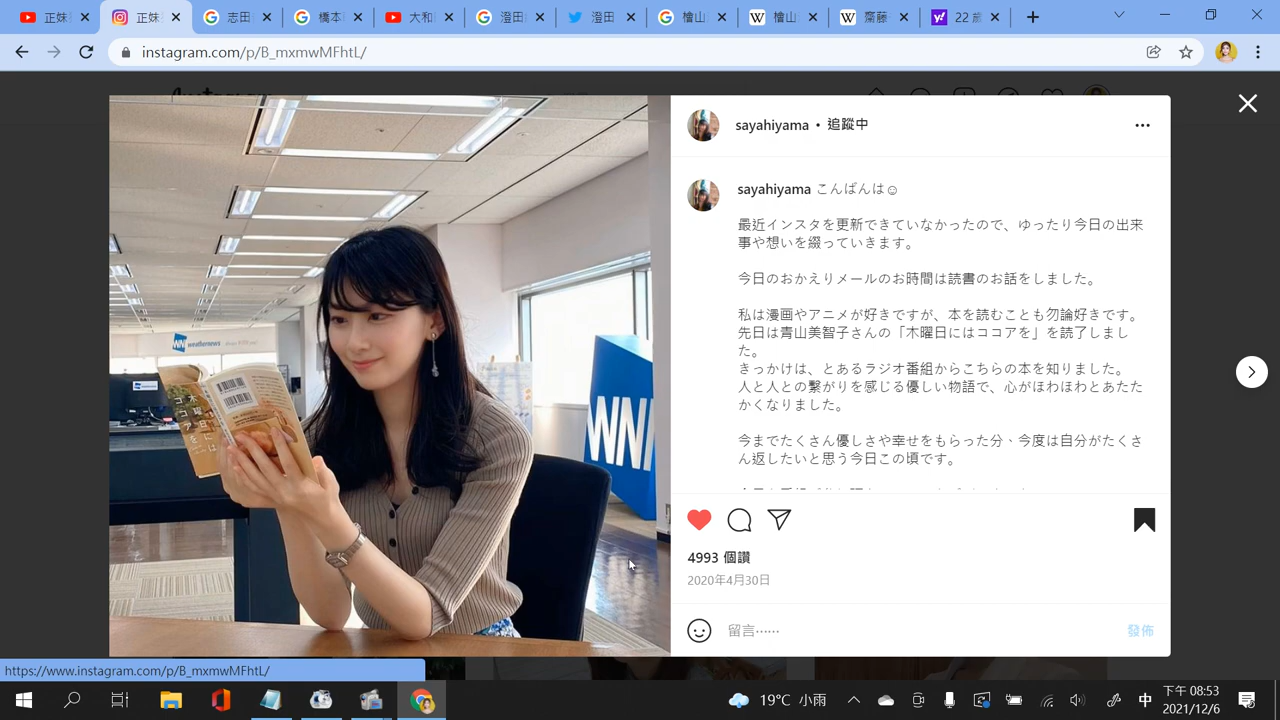 正妹
正妹
志田
橋本
大和
澄田
澄田
檜山
檜山
齋藤
22 歲
instagram.com/p/B_mxmwMFhtL/
weathernews
木曜日には
ココアを
WNI
sayahiyama • 追蹤中
sayahiyama こんばんは☺
最近インスタを更新できていなかったので、ゆったり今日の出来
事や想いを綴っていきます。
今日のおかえりメールのお時間は読書のお話をしました。
私は漫画やアニメが好きですが、本を読むことも勿論好きです。
先日は青山美智子さんの「木曜日にはココアを」を読了しまし
た。
きっかけは、とあるラジオ番組からこちらの本を知りました。
人と人との繋がりを感じる優しい物語で、心がほわほわとあたた
かくなりました。
今までたくさん優しさや幸せをもらった分、今度は自分がたくさ
ん返したいと思う今日この頃です。
4993 個讚
2020年4月30日
留言⋯⋯
發佈
https://www.instagram.com/p/B_mxmwMFhtL/
19°C 小雨
中
下午 08:53
2021/12/6